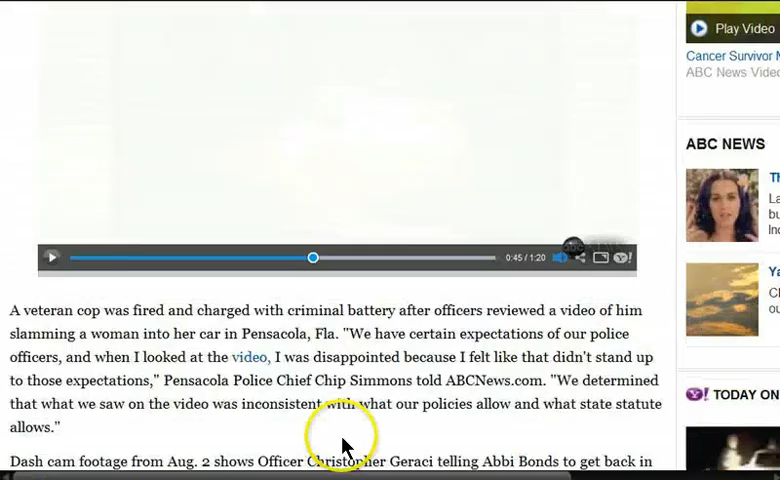 Play Video
Cancer Survivor
ABC News Video
ABC NEWS
0:45 / 1:20
A veteran cop was fired and charged with criminal battery after officers reviewed a video of him
slamming a woman into her car in Pensacola, Fla. "We have certain expectations of our police
officers, and when I looked at the video, I was disappointed because I felt like that didn't stand up
to those expectations," Pensacola Police Chief Chip Simmons told ABCNews.com. "We determined
that what we saw on the video was inconsistent with what our policies allow and what state statute
allows."
Dash cam footage from Aug. 2 shows Officer Christopher Geraci telling Abbi Bonds to get back in
Y! TODAY ON